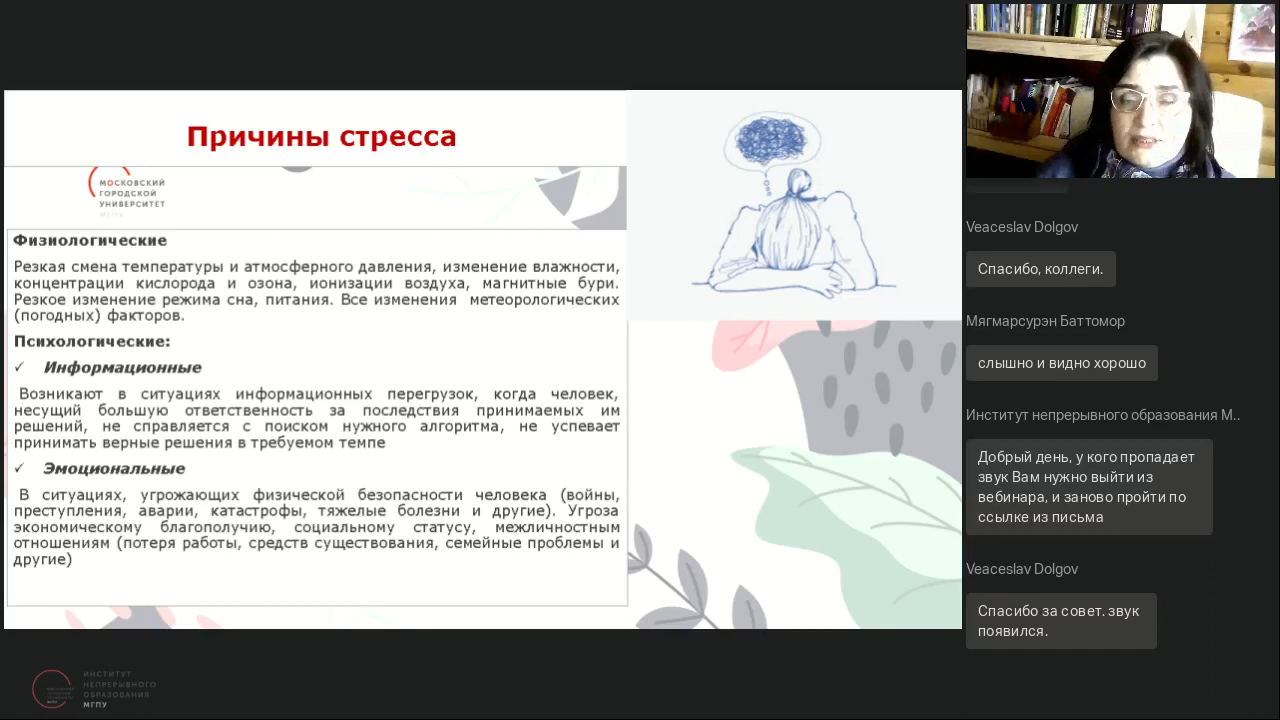 Причины стресса
МОСКОВСКИЙ
ГОРОДСКОЙ
УНИВЕРСИТЕТ
МГПУ
Физиологические
Резкая смена температуры и атмосферного давления, изменение влажности,
концентрации кислорода и озона, ионизации воздуха, магнитные бури.
Резкое изменение режима сна, питания. Все изменения метеорологических
(погодных) факторов.
Психологические:
✓ Информационные
Возникают в ситуациях информационных перегрузок, когда человек,
несущий большую ответственность за последствия принимаемых им
решений, не справляется с поиском нужного алгоритма, не успевает
принимать верные решения в требуемом темпе
✓ Эмоциональные
В ситуациях, угрожающих физической безопасности человека (войны,
преступления, аварии, катастрофы, тяжелые болезни и другие). Угроза
экономическому благополучию, социальному статусу, межличностным
отношениям (потеря работы, средств существования, семейные проблемы и
другие)
ИНСТИТУТ
НЕПРЕРЫВНОГО
ОБРАЗОВАНИЯ
МГПУ
Veaceslav Dolgov
Спасибо, коллеги.
Мягмарсурэн Баттомор
слышно и видно хорошо
Институт непрерывного образования М..
Добрый день, у кого пропадает
звук Вам нужно выйти из
вебинара, и заново пройти по
ссылке из письма
Veaceslav Dolgov
Спасибо за совет. звук
появился.